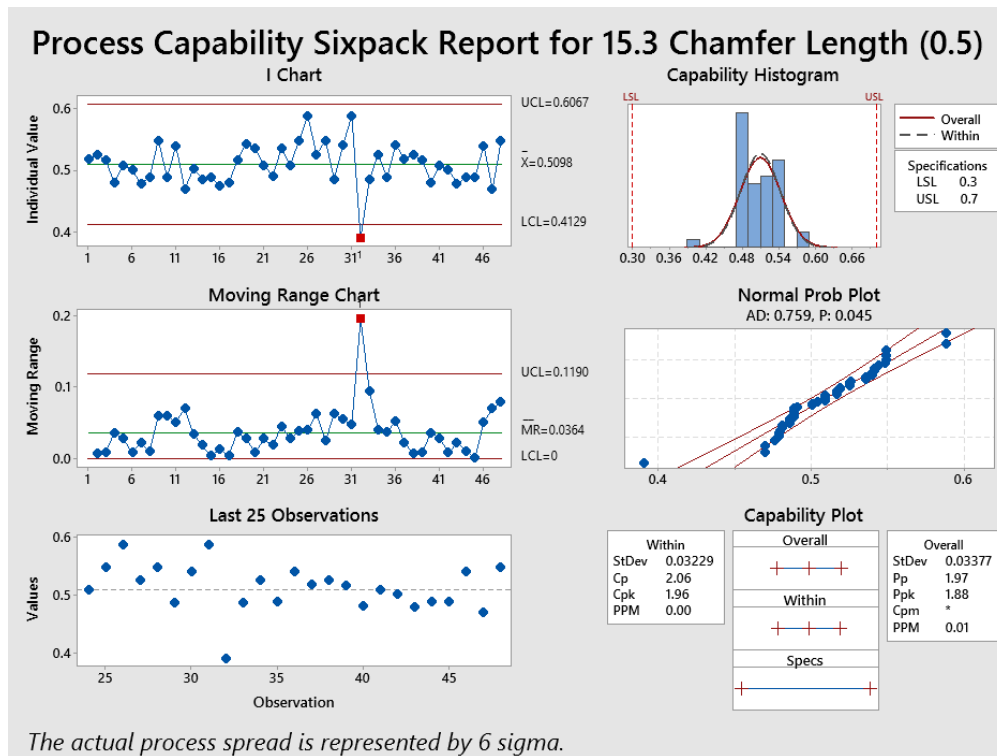 Process Capability Sixpack Report for 15.3 Chamfer Length (0.5)
I Chart
Individual Value
0.6
0.5
0.4
UCL=0.6067
X̄=0.5098
LCL=0.4129
1
1 6 11 16 21 26 31 36 41 46
Capability Histogram
LSL USL
0.30 0.36 0.42 0.48 0.54 0.60 0.66
Overall
Within
Specifications
LSL 0.3
USL 0.7
Moving Range Chart
Moving Range
0.2
0.1
0.0
UCL=0.1190
M̄R̄=0.0364
LCL=0
1 6 11 16 21 26 31 36 41 46
Normal Prob Plot
AD: 0.759, P: 0.045
0.4 0.5 0.6
Last 25 Observations
Values
0.6
0.5
0.4
25 30 35 40 45
Observation
Capability Plot
Within
StDev 0.03229
Cp 2.06
Cpk 1.96
PPM 0.00
Overall
Within
Specs
Overall
StDev 0.03377
Pp 1.97
Ppk 1.88
Cpm *
PPM 0.01
The actual process spread is represented by 6 sigma.